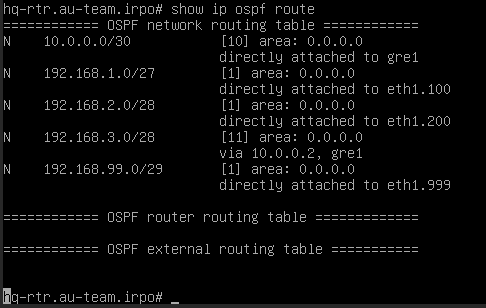 hq-rtr.au-team.irpo# show ip ospf route
============ OSPF network routing table ============
N    10.0.0.0/30           [10] area: 0.0.0.0
                           directly attached to gre1
N    192.168.1.0/27        [1] area: 0.0.0.0
                           directly attached to eth1.100
N    192.168.2.0/28        [1] area: 0.0.0.0
                           directly attached to eth1.200
N    192.168.3.0/28        [11] area: 0.0.0.0
                           via 10.0.0.2, gre1
N    192.168.99.0/29       [1] area: 0.0.0.0
                           directly attached to eth1.999

============ OSPF router routing table =============

============ OSPF external routing table ===========


hq-rtr.au-team.irpo# _